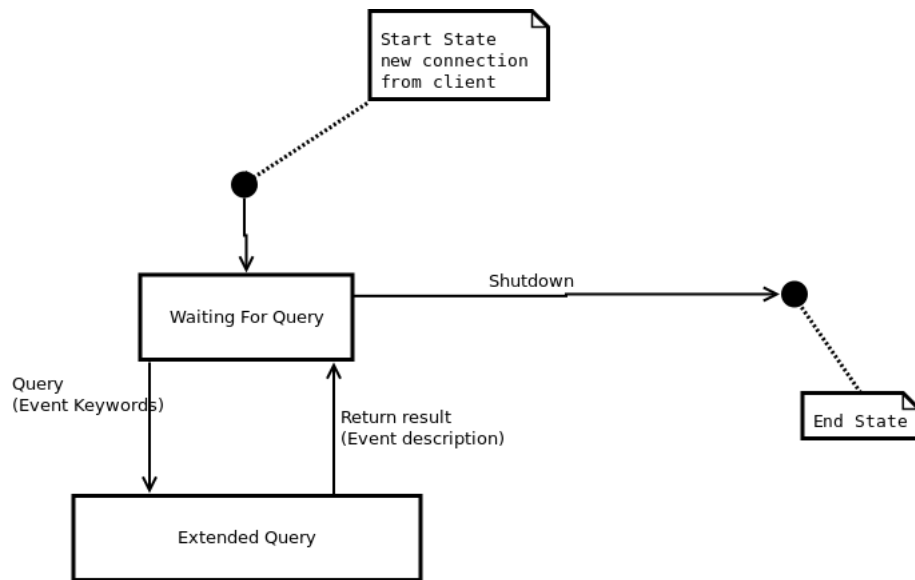 Start State
new connection
from client
Shutdown
Waiting For Query
Query
(Event Keywords)
Return result
(Event description)
End State
Extended Query